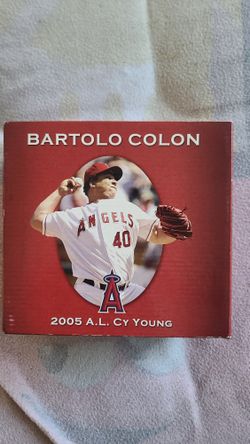 BARTOLO COLON
ANGELS
40
A
2005 A.L. CY YOUNG